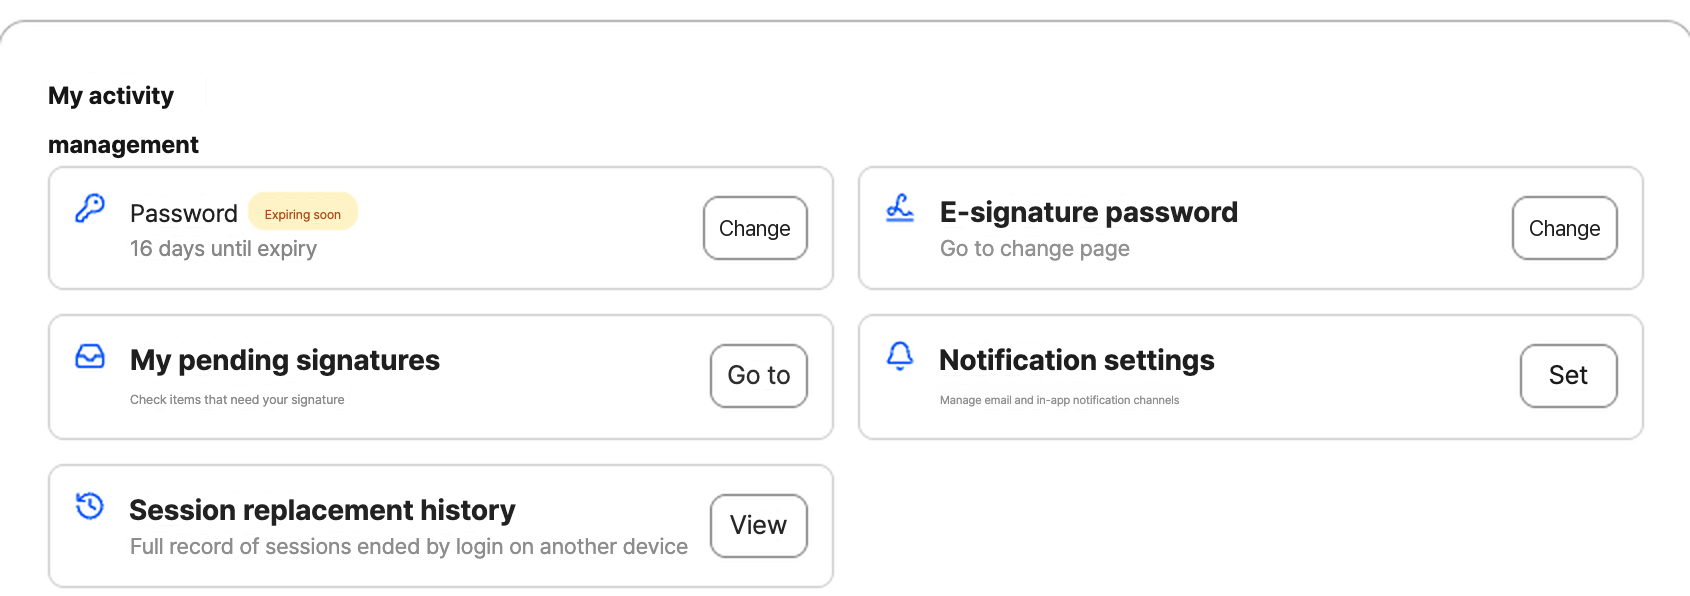 My activity
management
Password Expiring soon
16 days until expiry
Change
E-signature password
Go to change page
Change
My pending signatures
Check items that need your signature
Go to
Notification settings
Manage email and in-app notification channels
Set
Session replacement history
Full record of sessions ended by login on another device
View